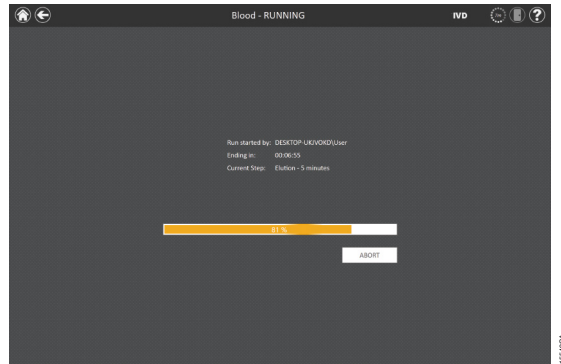 Blood - RUNNING
IVD
?
Run started by: DESKTOP-UKJVOKD\User
Ending in: 00:06:55
Current Step: Elution - 5 minutes
81 %
ABORT